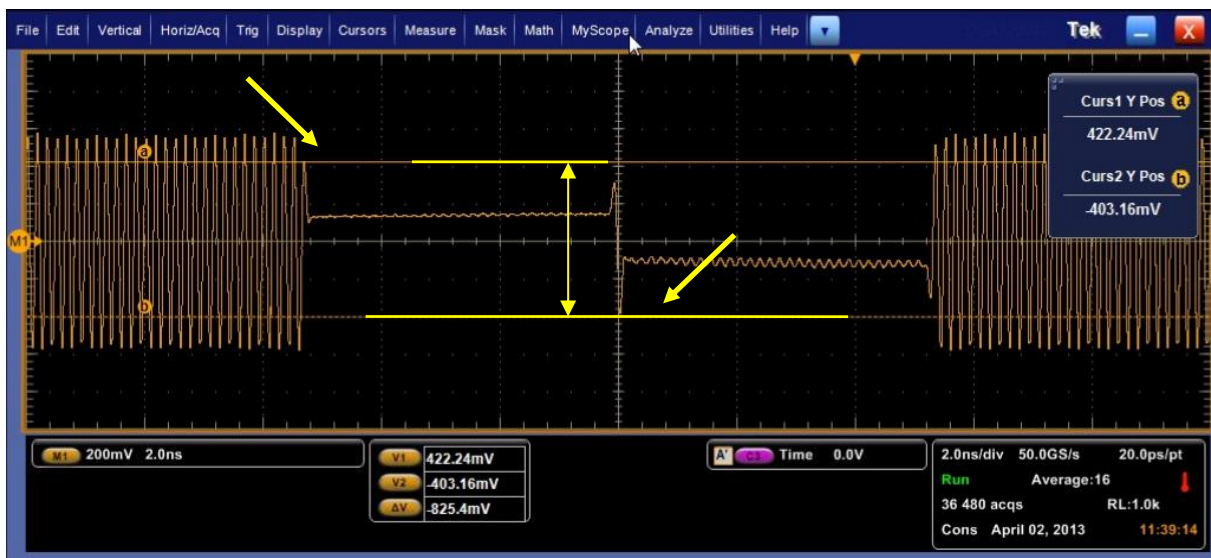 File Edit Vertical Horiz/Acq Trig Display Cursors Measure Mask Math MyScope Analyze Utilities Help Tek X
Curs1 Y Pos a
422.24mV
Curs2 Y Pos b
-403.16mV
a
M1
b
M1 200mV 2.0ns
V1 422.24mV
V2 -403.16mV
ΔV -825.4mV
A' C3 Time 0.0V
2.0ns/div 50.0GS/s 20.0ps/pt
Run Average:16
36 480 acqs RL:1.0k
Cons April 02, 2013 11:39:14